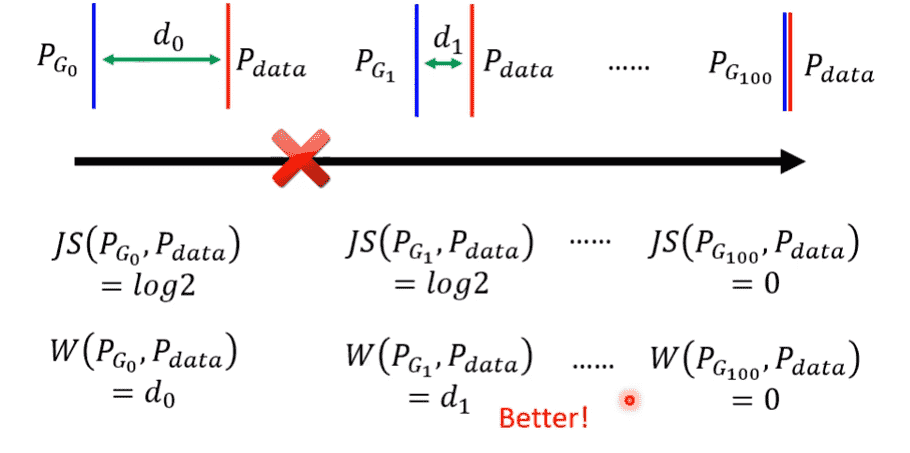 P_{G_0} d_0 P_{data} P_{G_1} d_1 P_{data} ...... P_{G_{100}} P_{data}
JS(P_{G_0}, P_{data}) JS(P_{G_1}, P_{data}) ...... JS(P_{G_{100}}, P_{data})
= log2 = log2 = 0
W(P_{G_0}, P_{data}) W(P_{G_1}, P_{data}) ...... W(P_{G_{100}}, P_{data})
= d_0 = d_1 = 0
Better!